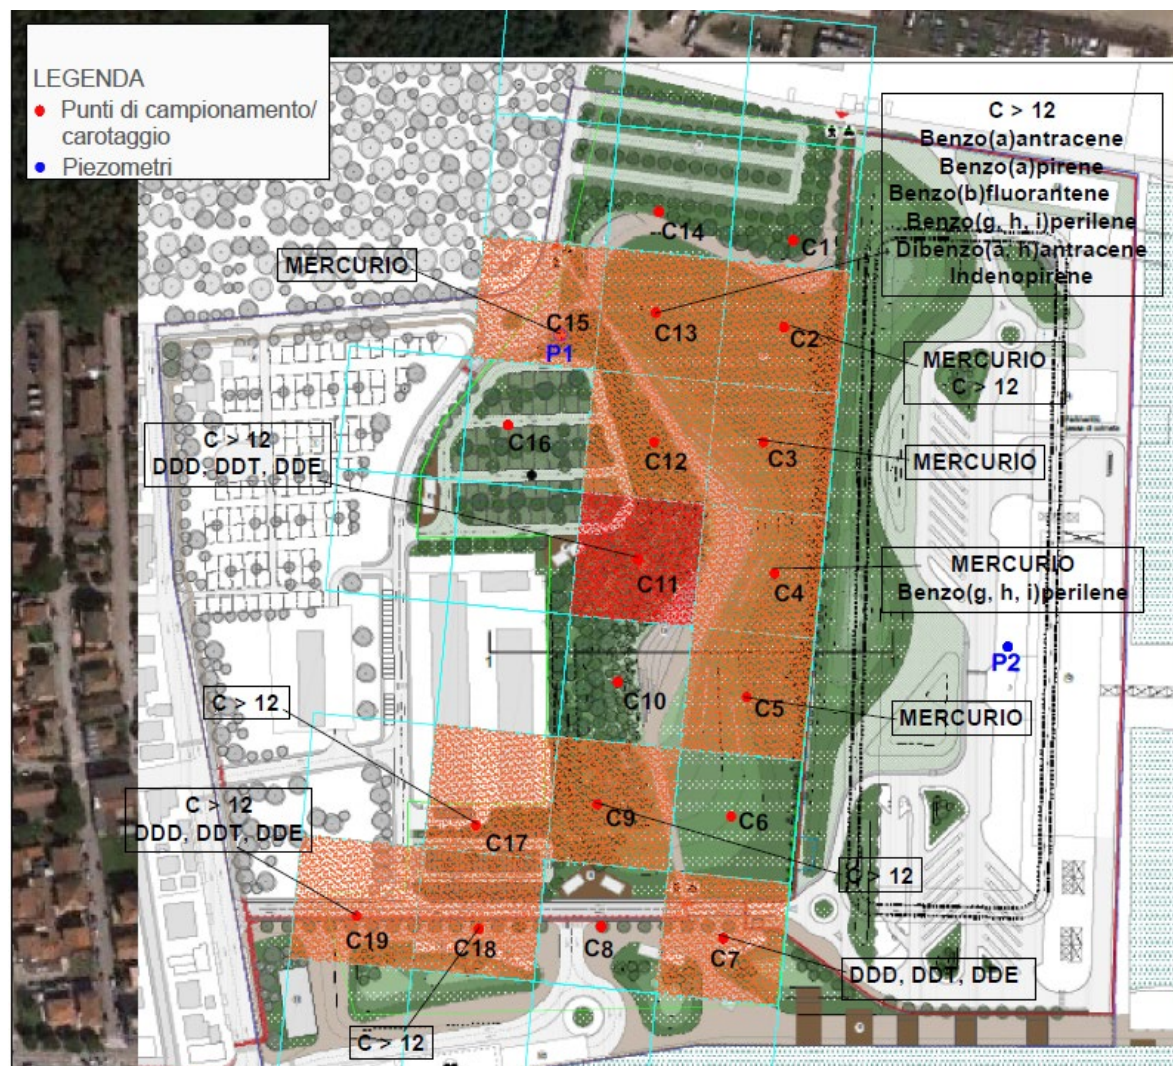 LEGENDA
Punti di campionamento/
carotaggio
Piezometri
C > 12
Benzo(a)antracene
Benzo(a)pirene
Benzo(b)fluorantene
Benzo(g, h, i)perilene
Dibenzo(a, h)antracene
Indenopirene
C14
C1
MERCURIO
C15
P1
C13
C2
MERCURIO
C > 12
C16
C12
C3
MERCURIO
C > 12
DDD, DDT, DDE
C11
C4
MERCURIO
Benzo(g, h, i)perilene
1
P2
C10
C5
MERCURIO
C > 12
C > 12
DDD, DDT, DDE
C17
C9
C6
C > 12
C19
C18
C8
C7
DDD, DDT, DDE
C > 12